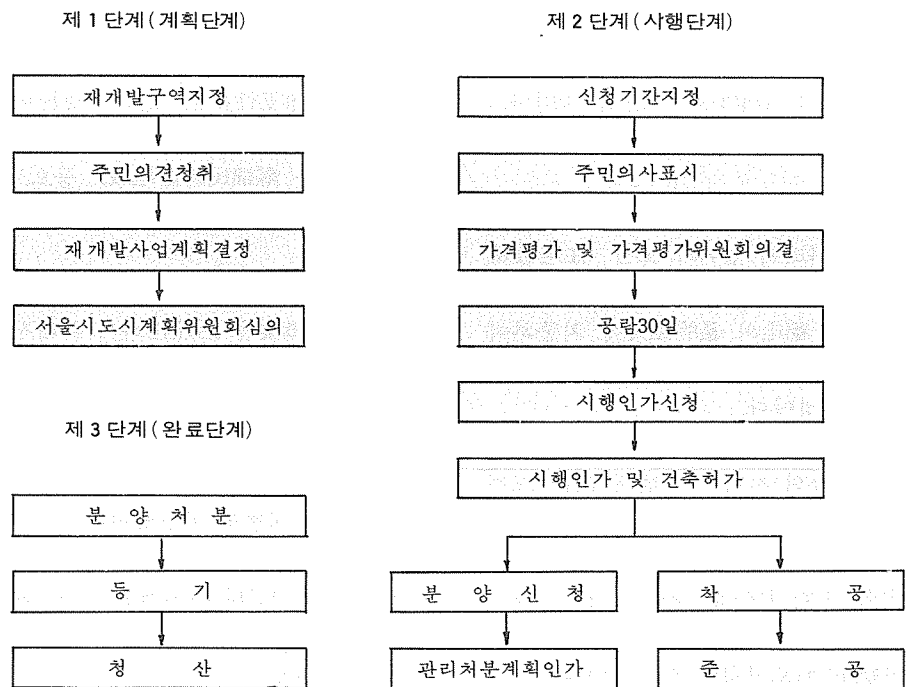 제 1 단계 (계획단계)
재개발구역지정
주민의견청취
재개발사업계획결정
서울시도시계획위원회심의
제 2 단계 (사행단계)
신청기간지정
주민의사표시
가격평가 및 가격평가위원회의결
공람30일
시행인가신청
시행인가 및 건축허가
분 양 신 청
착 공
관리처분계획인가
준 공
제 3 단계 (완료단계)
분 양 처 분
등 기
청 산